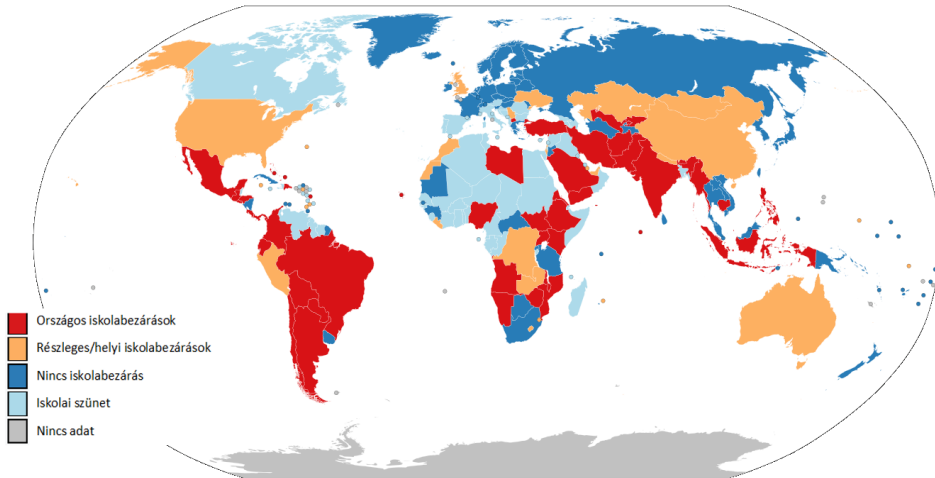 Országos iskolabezárások
Részleges/helyi iskolabezárások
Nincs iskolabezárás
Iskolai szünet
Nincs adat